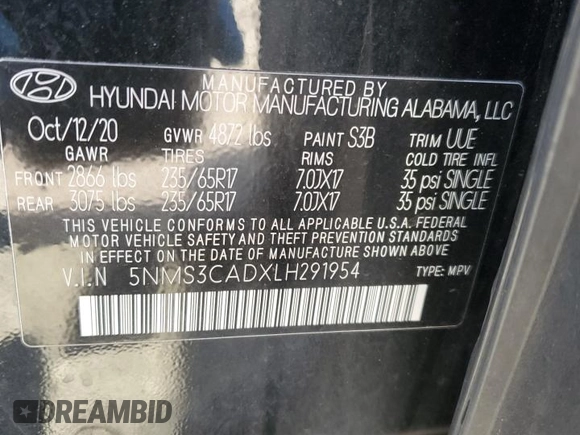 MANUFACTURED BY
HYUNDAI MOTOR MANUFACTURING ALABAMA, LLC
Oct/12/20 GVWR 4872 lbs PAINT S3B TRIM UUE
GAWR TIRES RIMS COLD TIRE INFL
FRONT 2866 lbs 235/65R17 7.0JX17 35 psi SINGLE
REAR 3075 lbs 235/65R17 7.0JX17 35 psi SINGLE
THIS VEHICLE CONFORMS TO ALL APPLICABLE U.S.A. FEDERAL
MOTOR VEHICLE SAFETY AND THEFT PREVENTION STANDARDS
IN EFFECT ON THE DATE OF MANUFACTURE SHOWN ABOVE
V.I.N 5NMS3CADXLH291954 TYPE: MPV
DREAMBID